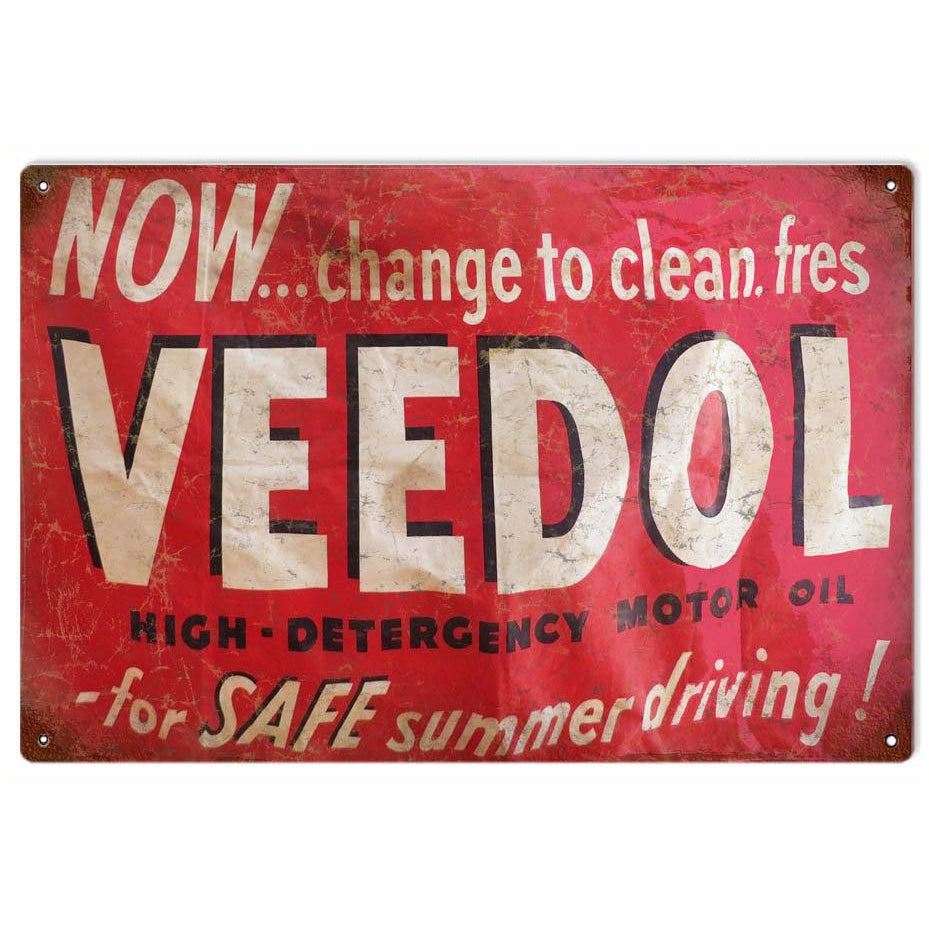 NOW...change to clean, fres
VEEDOL
HIGH-DETERGENCY MOTOR OIL
-for SAFE summer driving!